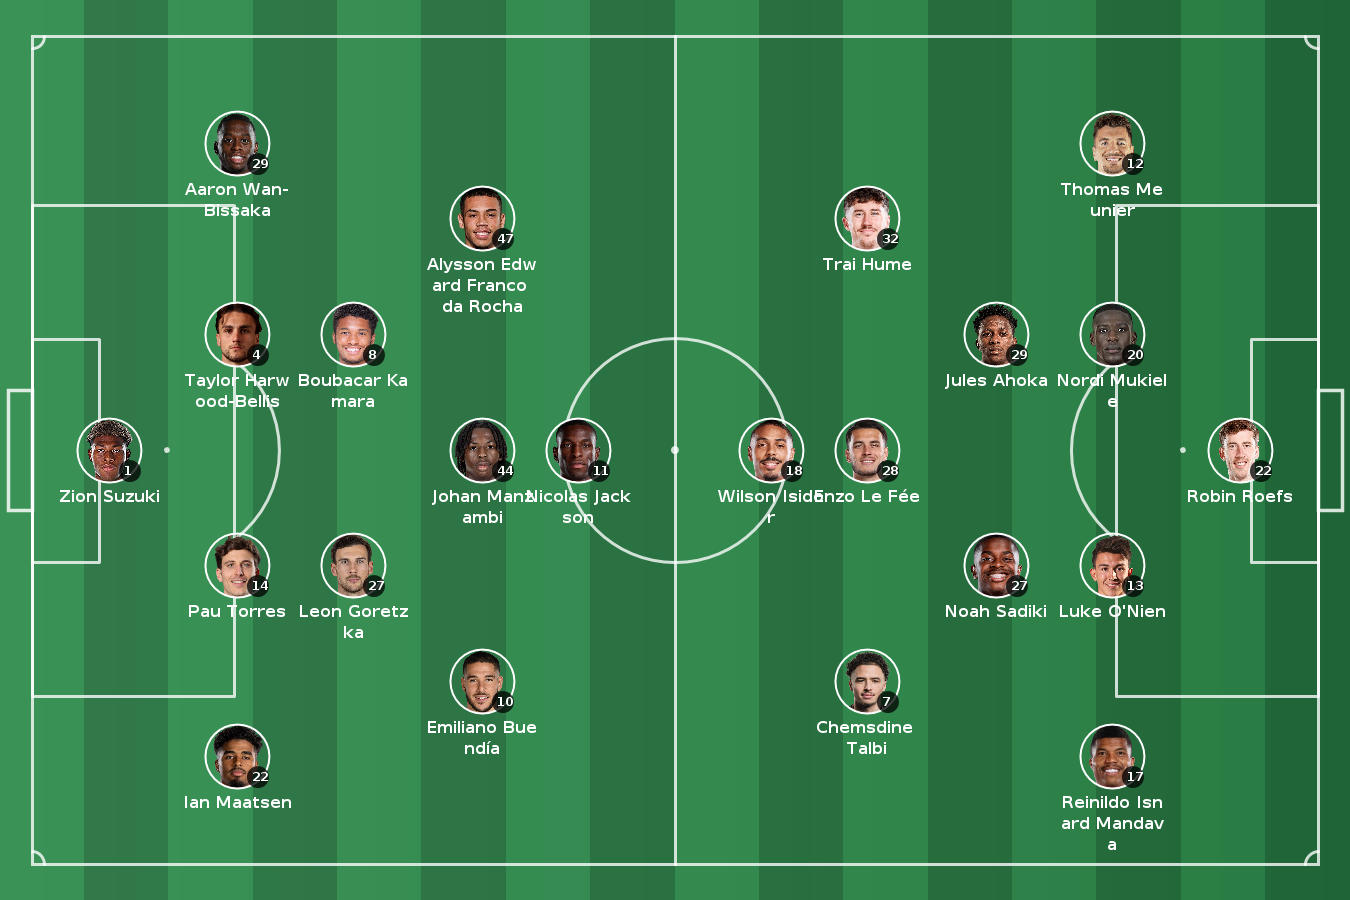 29
Aaron Wan-
Bissaka
12
Thomas Me
unier
47
Alysson Edw
ard Franco
da Rocha
32
Trai Hume
4
Taylor Harw
ood-Bellis
8
Boubacar Ka
mara
29
Jules Ahoka
20
Nordi Mukiel
e
1
Zion Suzuki
44
Johan Manz
ambi
11
Nicolas Jack
son
18
Wilson Isido
r
28
Enzo Le Fée
22
Robin Roefs
14
Pau Torres
27
Leon Goretz
ka
27
Noah Sadiki
13
Luke O'Nien
10
Emiliano Bue
ndía
7
Chemsdine
Talbi
22
Ian Maatsen
17
Reinildo Isn
ard Mandav
a